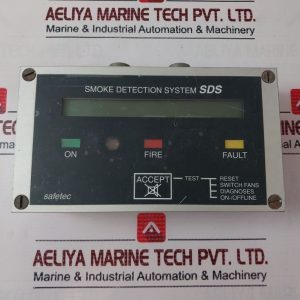 AELIYA MARINE TECH PVT. LTD.
Marine & Industrial Automation & Machinery
SMOKE DETECTION SYSTEM SDS
ON
FIRE
FAULT
ACCEPT
TEST
RESET
SWITCH FANS
DIAGNOSES
ON-/OFFLINE
safetec
AELIYA MARINE TECH PVT. LTD.
Marine & Industrial Automation & Machinery